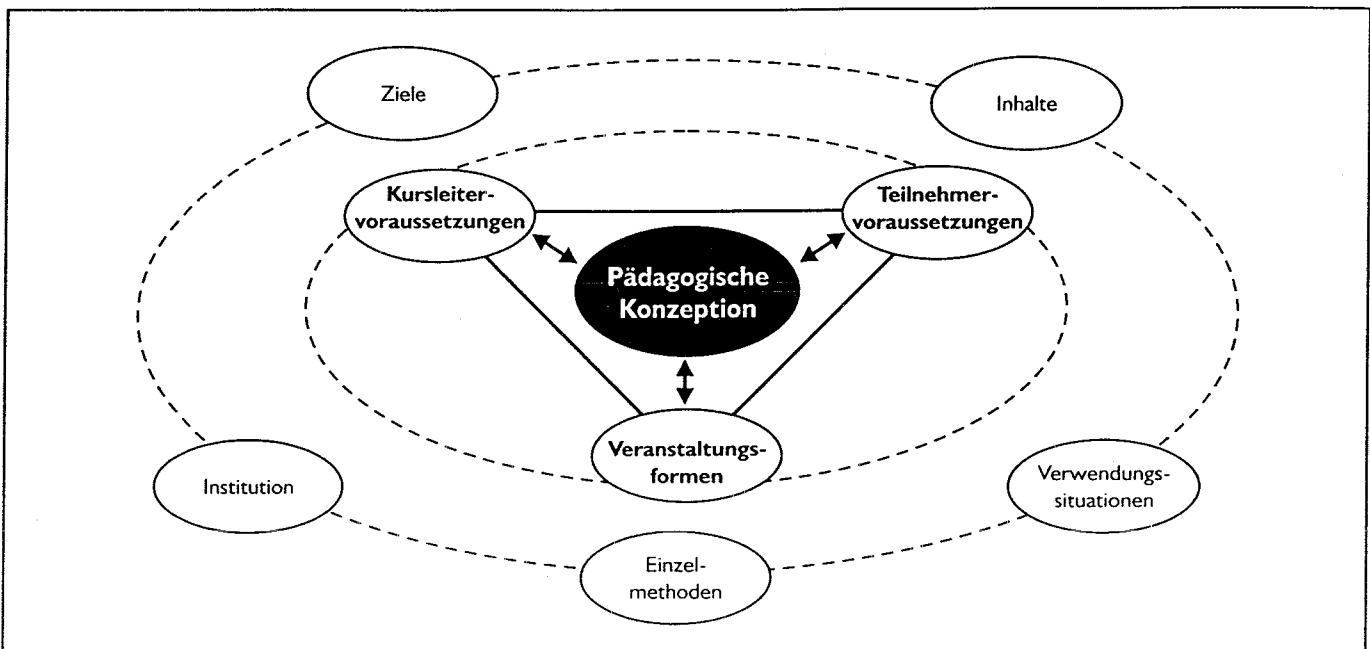 Ziele
Inhalte
Kursleiter-
voraussetzungen
Teilnehmer-
voraussetzungen
Pädagogische
Konzeption
Veranstaltungs-
formen
Institution
Verwendungs-
situationen
Einzel-
methoden